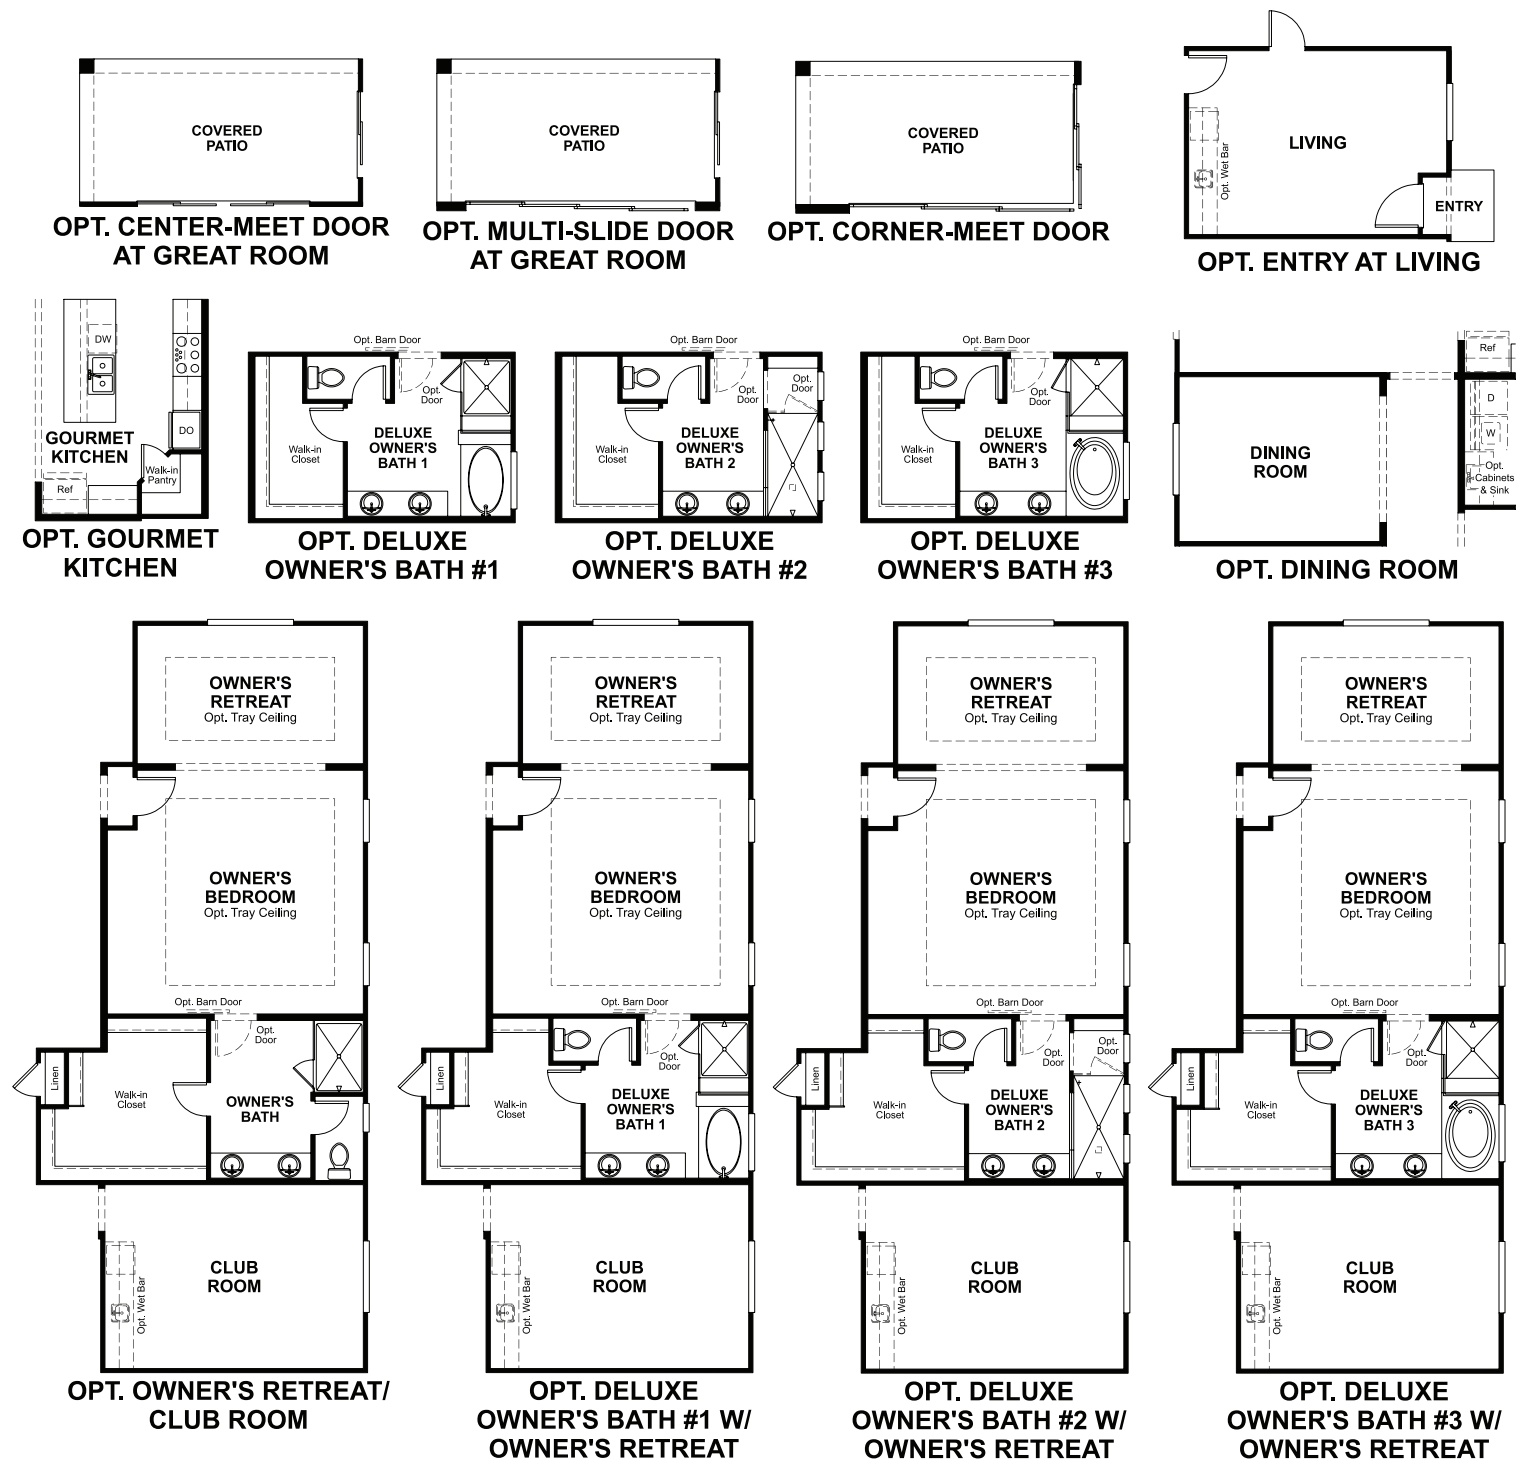 COVERED
PATIO
OPT. CENTER-MEET DOOR
AT GREAT ROOM
COVERED
PATIO
OPT. MULTI-SLIDE DOOR
AT GREAT ROOM
COVERED
PATIO
OPT. CORNER-MEET DOOR
LIVING
Opt. Wet Bar
ENTRY
OPT. ENTRY AT LIVING
DW
DO
GOURMET
KITCHEN
Walk-in
Pantry
Ref
OPT. GOURMET
KITCHEN
Opt. Barn Door
Opt.
Door
Walk-in
Closet
DELUXE
OWNER'S
BATH 1
OPT. DELUXE
OWNER'S BATH #1
Opt. Barn Door
Opt.
Door
Opt.
Door
Walk-in
Closet
DELUXE
OWNER'S
BATH 2
OPT. DELUXE
OWNER'S BATH #2
Opt. Barn Door
Opt.
Door
Walk-in
Closet
DELUXE
OWNER'S
BATH 3
OPT. DELUXE
OWNER'S BATH #3
Ref
D
W
Opt.
Cabinets
& Sink
DINING
ROOM
OPT. DINING ROOM
OWNER'S
RETREAT
Opt. Tray Ceiling
OWNER'S
BEDROOM
Opt. Tray Ceiling
Opt. Barn Door
Opt.
Door
Linen
Walk-in
Closet
OWNER'S
BATH
CLUB
ROOM
Opt. Wet Bar
OPT. OWNER'S RETREAT/
CLUB ROOM
OWNER'S
RETREAT
Opt. Tray Ceiling
OWNER'S
BEDROOM
Opt. Tray Ceiling
Opt. Barn Door
Opt.
Door
Linen
Walk-in
Closet
DELUXE
OWNER'S
BATH 1
CLUB
ROOM
Opt. Wet Bar
OPT. DELUXE
OWNER'S BATH #1 W/
OWNER'S RETREAT
OWNER'S
RETREAT
Opt. Tray Ceiling
OWNER'S
BEDROOM
Opt. Tray Ceiling
Opt. Barn Door
Opt.
Door
Opt.
Door
Linen
Walk-in
Closet
DELUXE
OWNER'S
BATH 2
CLUB
ROOM
Opt. Wet Bar
OPT. DELUXE
OWNER'S BATH #2 W/
OWNER'S RETREAT
OWNER'S
RETREAT
Opt. Tray Ceiling
OWNER'S
BEDROOM
Opt. Tray Ceiling
Opt. Barn Door
Opt.
Door
Linen
Walk-in
Closet
DELUXE
OWNER'S
BATH 3
CLUB
ROOM
Opt. Wet Bar
OPT. DELUXE
OWNER'S BATH #3 W/
OWNER'S RETREAT